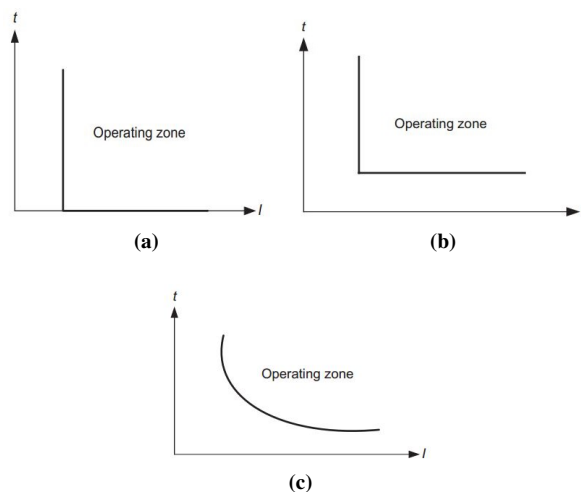 t
Operating zone
I
(a)
t
Operating zone
(b)
t
Operating zone
I
(c)